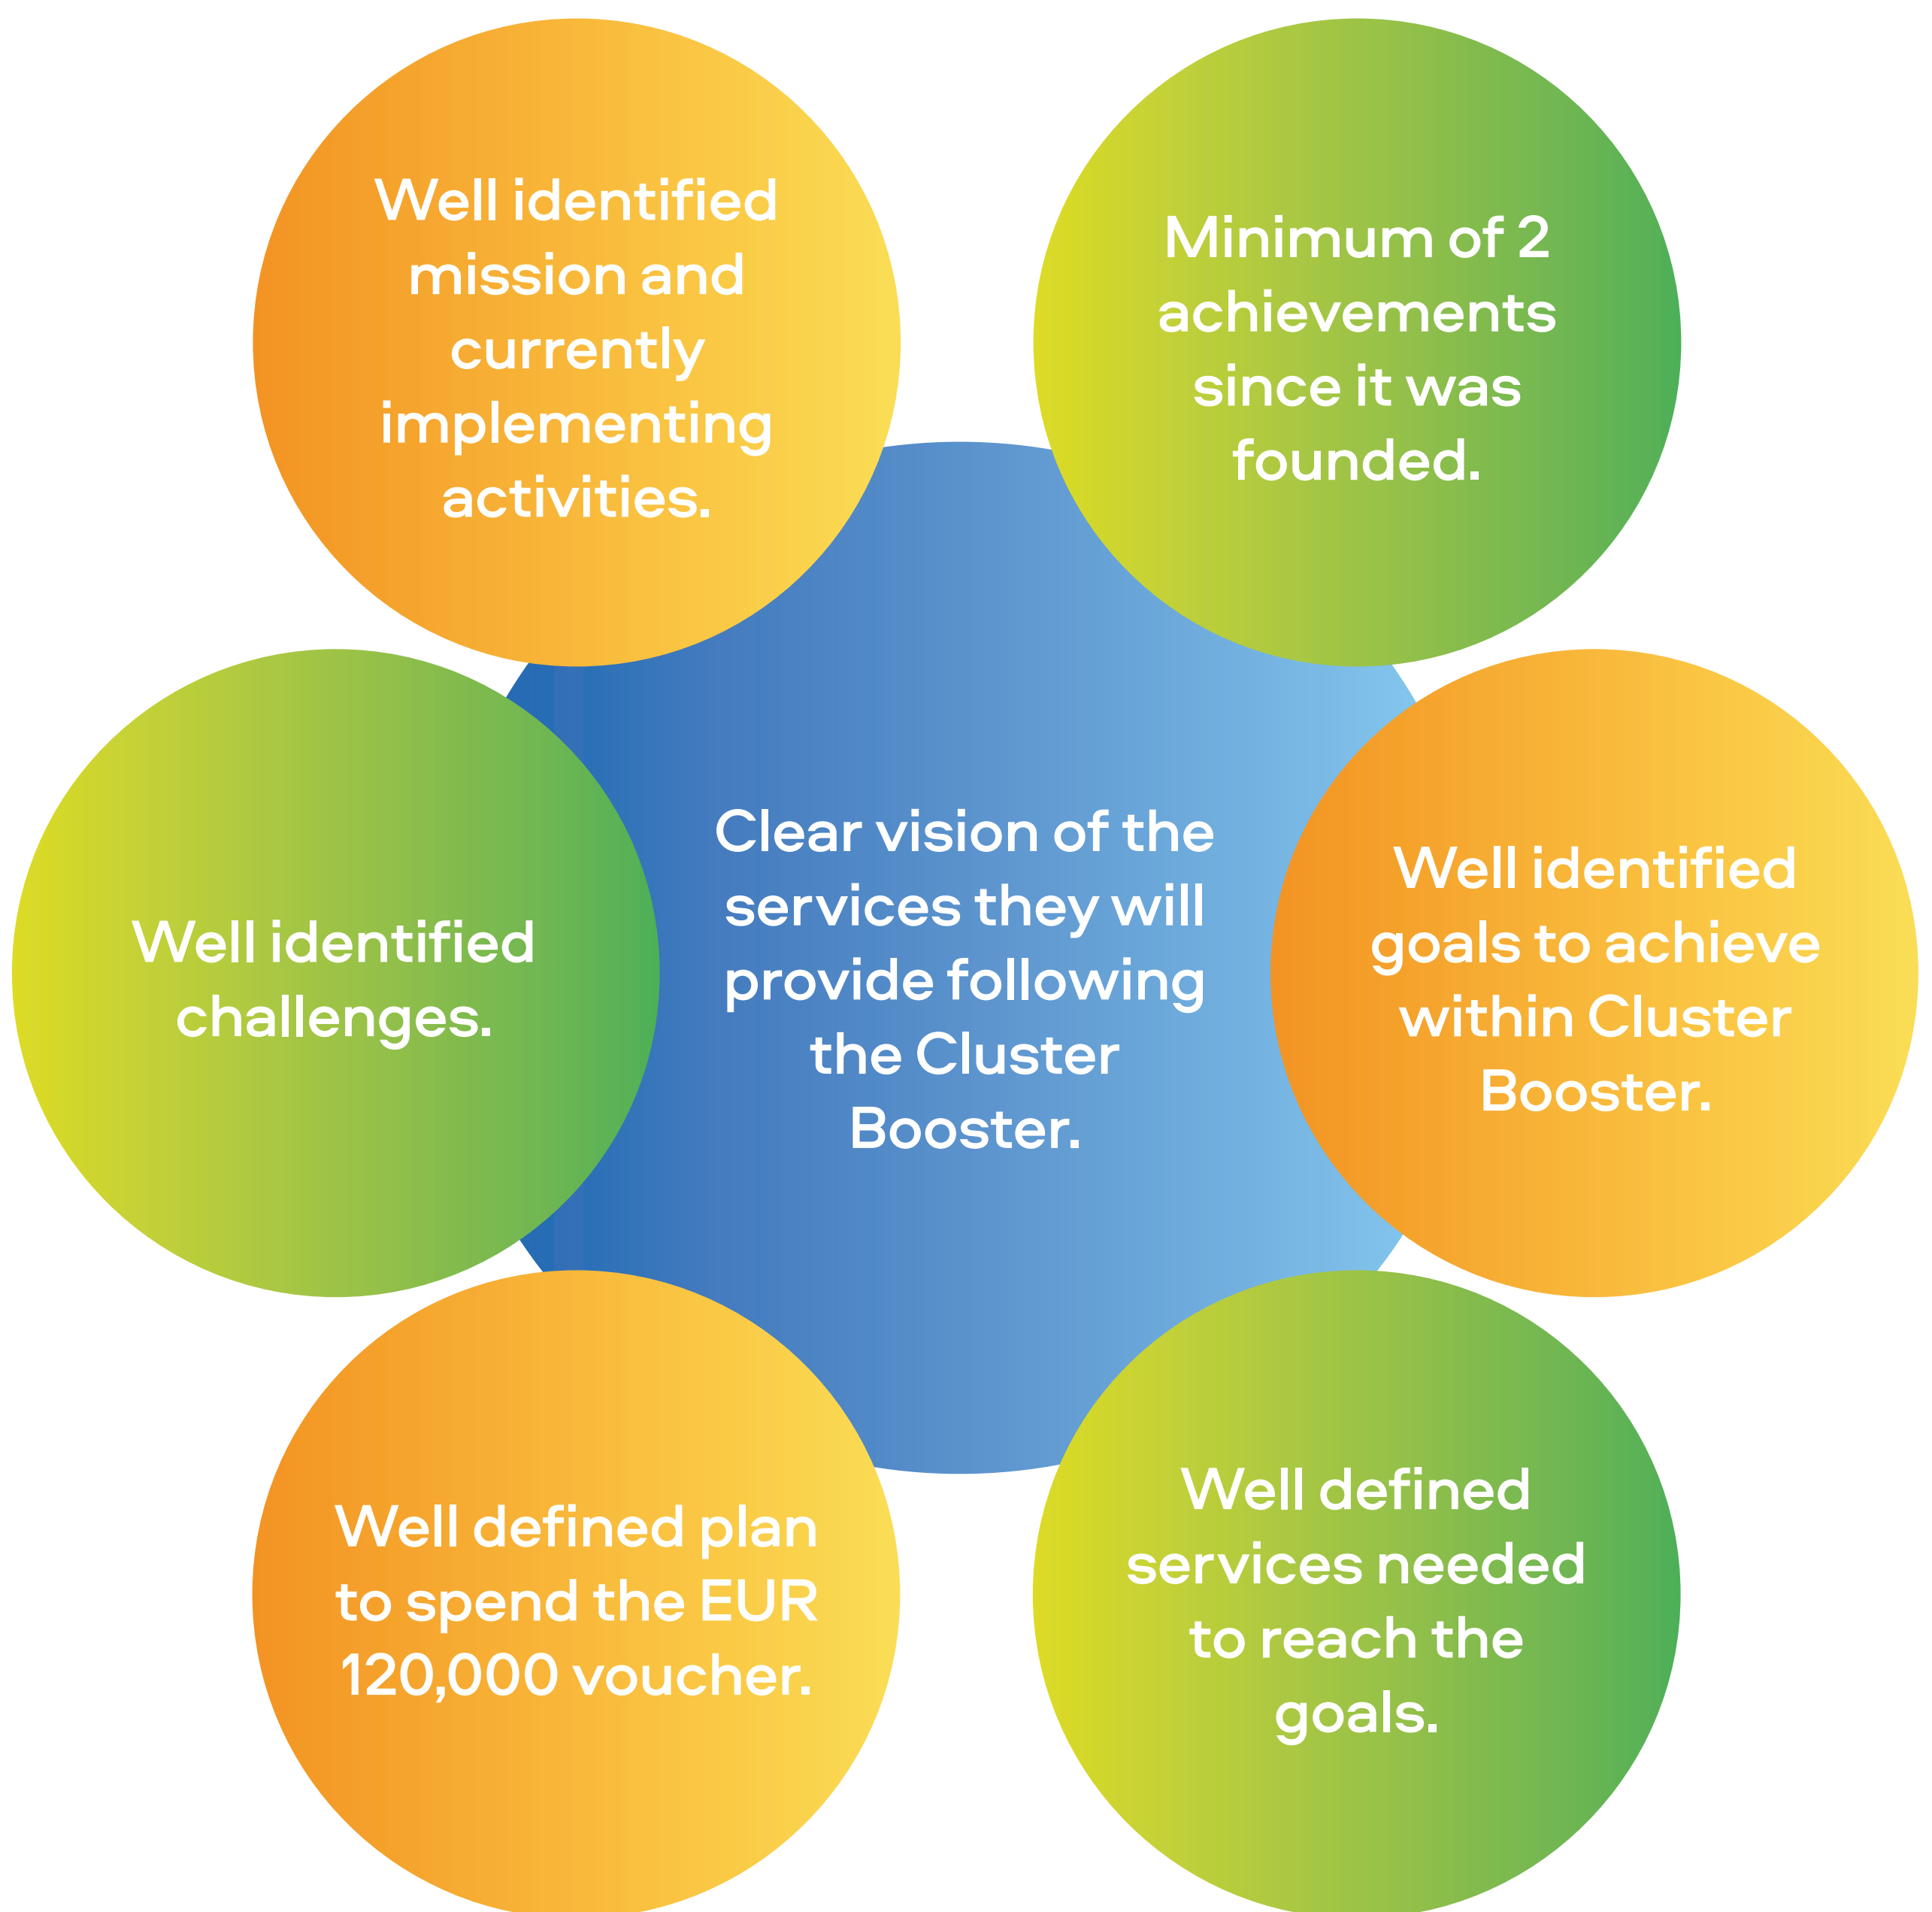 Well identified
mission and
currently
implementing
activities.
Minimum of 2
achievements
since it was
founded.
Well identified
challenges.
Clear vision of the
services they will
provide following
the Cluster
Booster.
Well identified
goals to achieve
within Cluster
Booster.
Well defined plan
to spend the EUR
120,000 voucher.
Well defined
services needed
to reach the
goals.